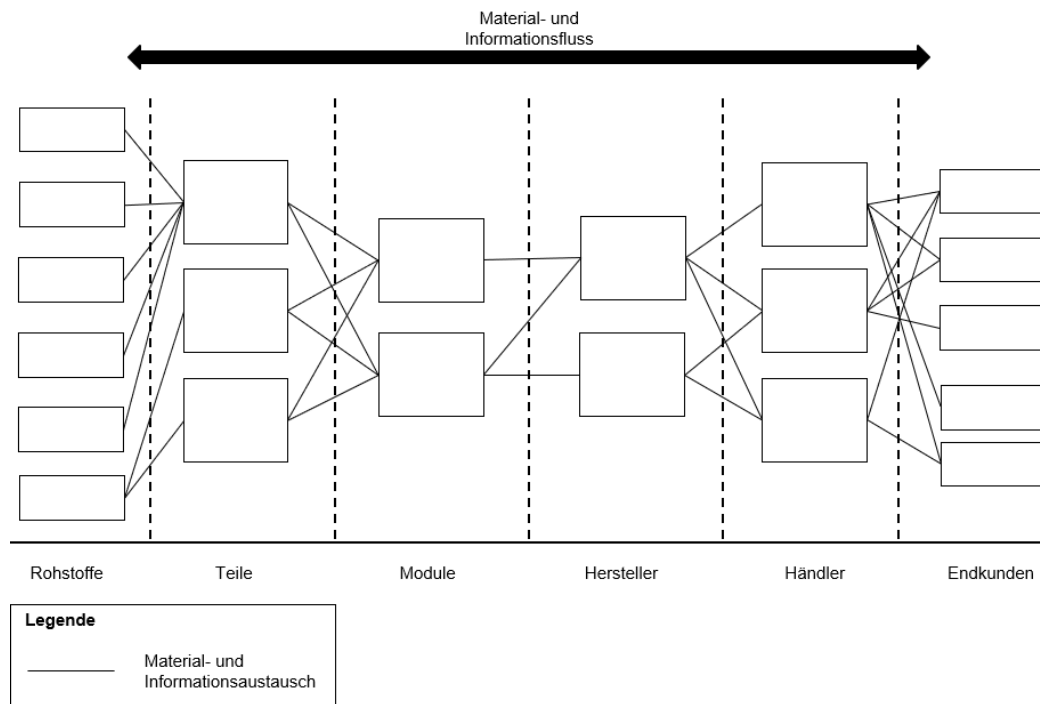 Material- und
Informationsfluss
Rohstoffe
Teile
Module
Hersteller
Händler
Endkunden
Legende
Material- und
Informationsaustausch